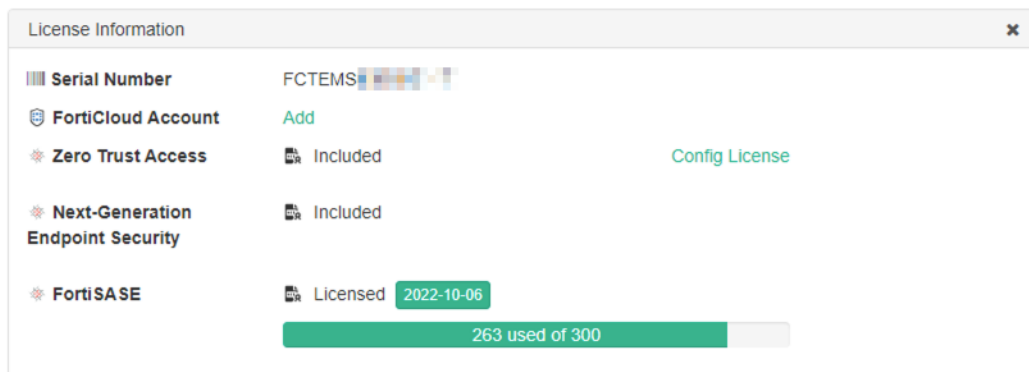 License Information
Serial Number FCTEMS
FortiCloud Account Add
Zero Trust Access Included Config License
Next-Generation Included
Endpoint Security
FortiSASE Licensed 2022-10-06
263 used of 300